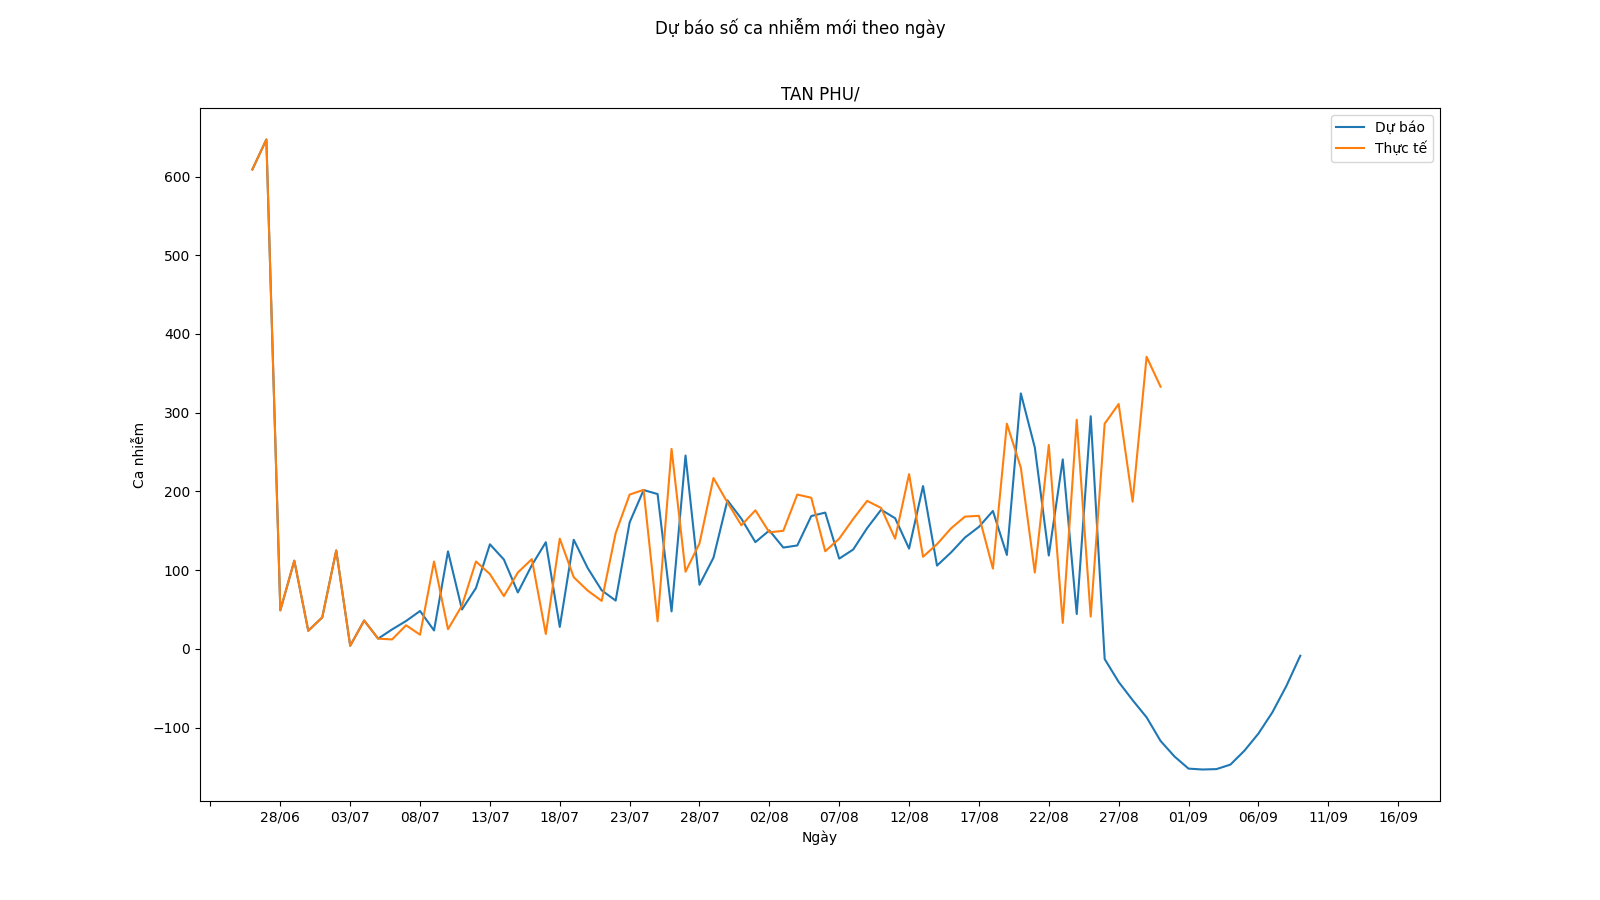 Dự báo số ca nhiễm mới theo ngày
TAN PHU/
Dự báo
Thực tế
600
500
400
300
200
100
0
−100
Ca nhiễm
28/06 03/07 08/07 13/07 18/07 23/07 28/07 02/08 07/08 12/08 17/08 22/08 27/08 01/09 06/09 11/09 16/09
Ngày